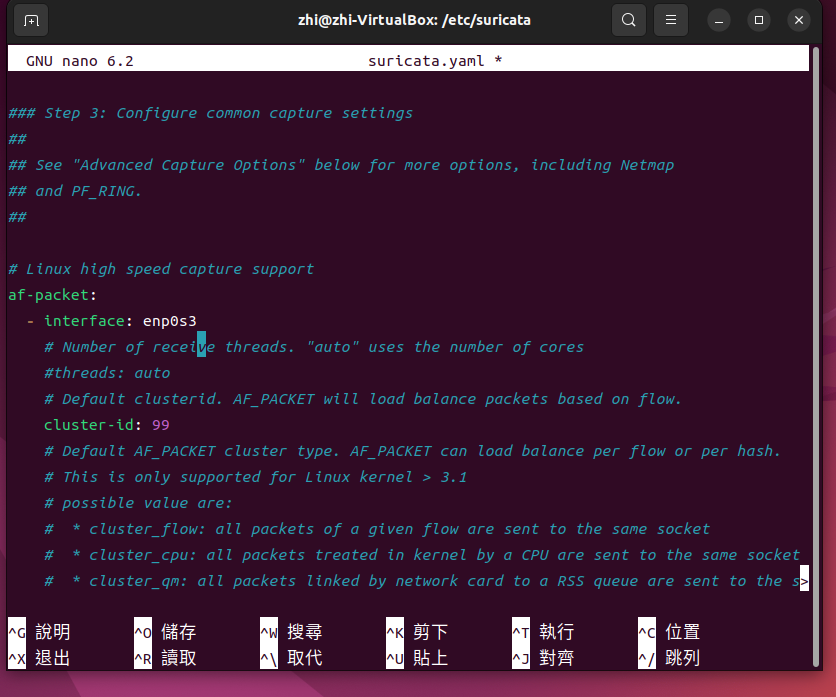 zhi@zhi-VirtualBox: /etc/suricata
GNU nano 6.2 suricata.yaml *
### Step 3: Configure common capture settings
##
## See "Advanced Capture Options" below for more options, including Netmap
## and PF_RING.
##
# Linux high speed capture support
af-packet:
- interface: enp0s3
# Number of receive threads. "auto" uses the number of cores
#threads: auto
# Default clusterid. AF_PACKET will load balance packets based on flow.
cluster-id: 99
# Default AF_PACKET cluster type. AF_PACKET can load balance per flow or per hash.
# This is only supported for Linux kernel > 3.1
# possible value are:
# * cluster_flow: all packets of a given flow are sent to the same socket
# * cluster_cpu: all packets treated in kernel by a CPU are sent to the same socket
# * cluster_qm: all packets linked by network card to a RSS queue are sent to the s>
^G 說明 ^O 儲存 ^W 搜尋 ^K 剪下 ^T 執行 ^C 位置
^X 退出 ^R 讀取 ^\ 取代 ^U 貼上 ^J 對齊 ^/ 跳列